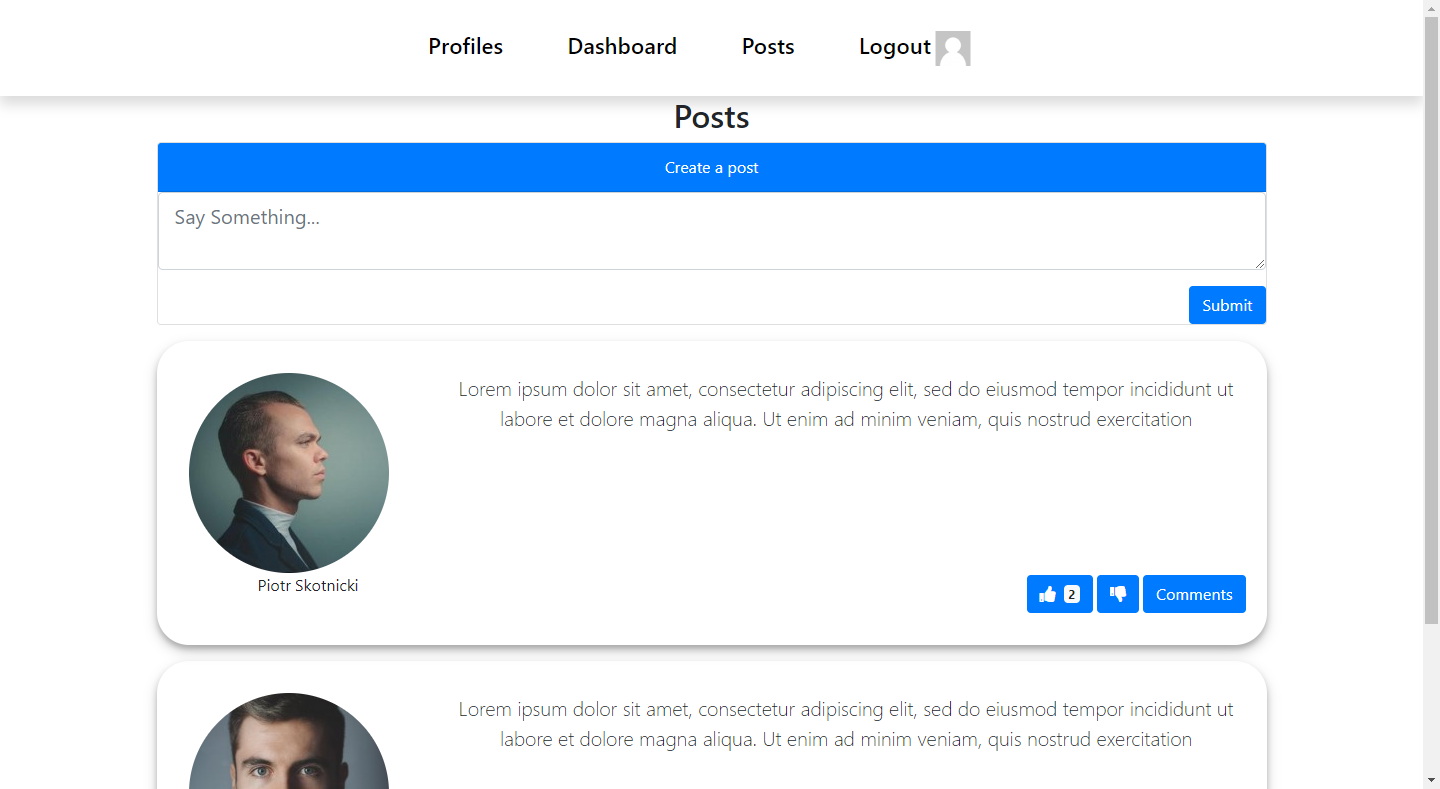 Profiles Dashboard Posts Logout
Posts
Create a post
Say Something...
Submit
Lorem ipsum dolor sit amet, consectetur adipiscing elit, sed do eiusmod tempor incididunt ut
labore et dolore magna aliqua. Ut enim ad minim veniam, quis nostrud exercitation
Piotr Skotnicki
2 Comments
Lorem ipsum dolor sit amet, consectetur adipiscing elit, sed do eiusmod tempor incididunt ut
labore et dolore magna aliqua. Ut enim ad minim veniam, quis nostrud exercitation